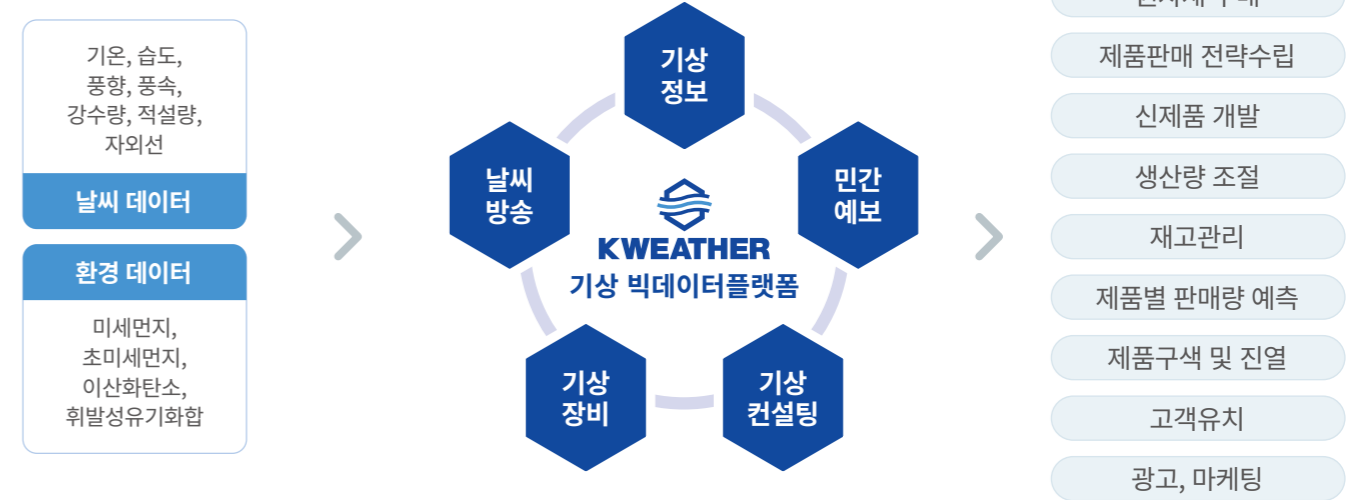 기온, 습도,
풍향, 풍속,
강수량, 적설량,
자외선
날씨 데이터
환경 데이터
미세먼지,
초미세먼지,
이산화탄소,
휘발성유기화합
기상
정보
날씨
방송
민간
예보
KWEATHER
기상 빅데이터플랫폼
기상
장비
기상
컨설팅
제품판매 전략수립
신제품 개발
생산량 조절
재고관리
제품별 판매량 예측
제품구색 및 진열
고객유치
광고, 마케팅